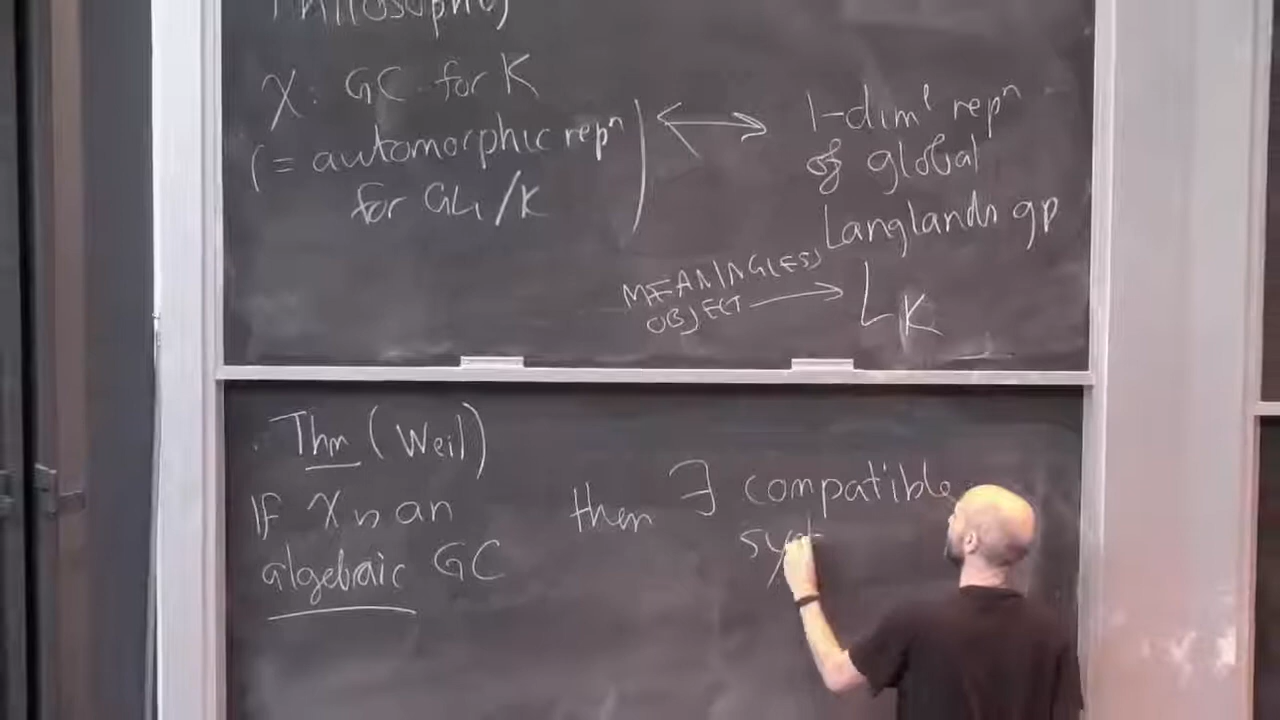 Philosophy
χ: GC for K
(= automorphic repⁿ
for GL₁/K )
1-dimˡ repⁿ
of global
Langlands gp
MEANINGLESS
OBJECT ⟶ L_K
Thm (Weil)
IF χ is an
algebraic GC
then ∃ compatible
syst